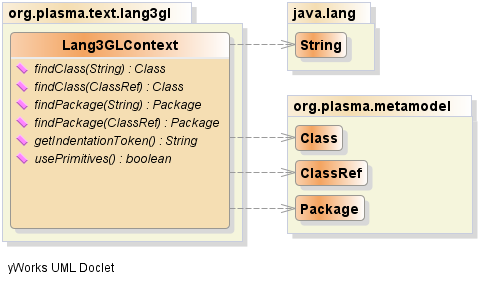 org.plasma.text.lang3gl
Lang3GLContext
findClass(String) : Class
findClass(ClassRef) : Class
findPackage(String) : Package
findPackage(ClassRef) : Package
getIndentationToken() : String
usePrimitives() : boolean
java.lang
String
org.plasma.metamodel
Class
ClassRef
Package
yWorks UML Doclet